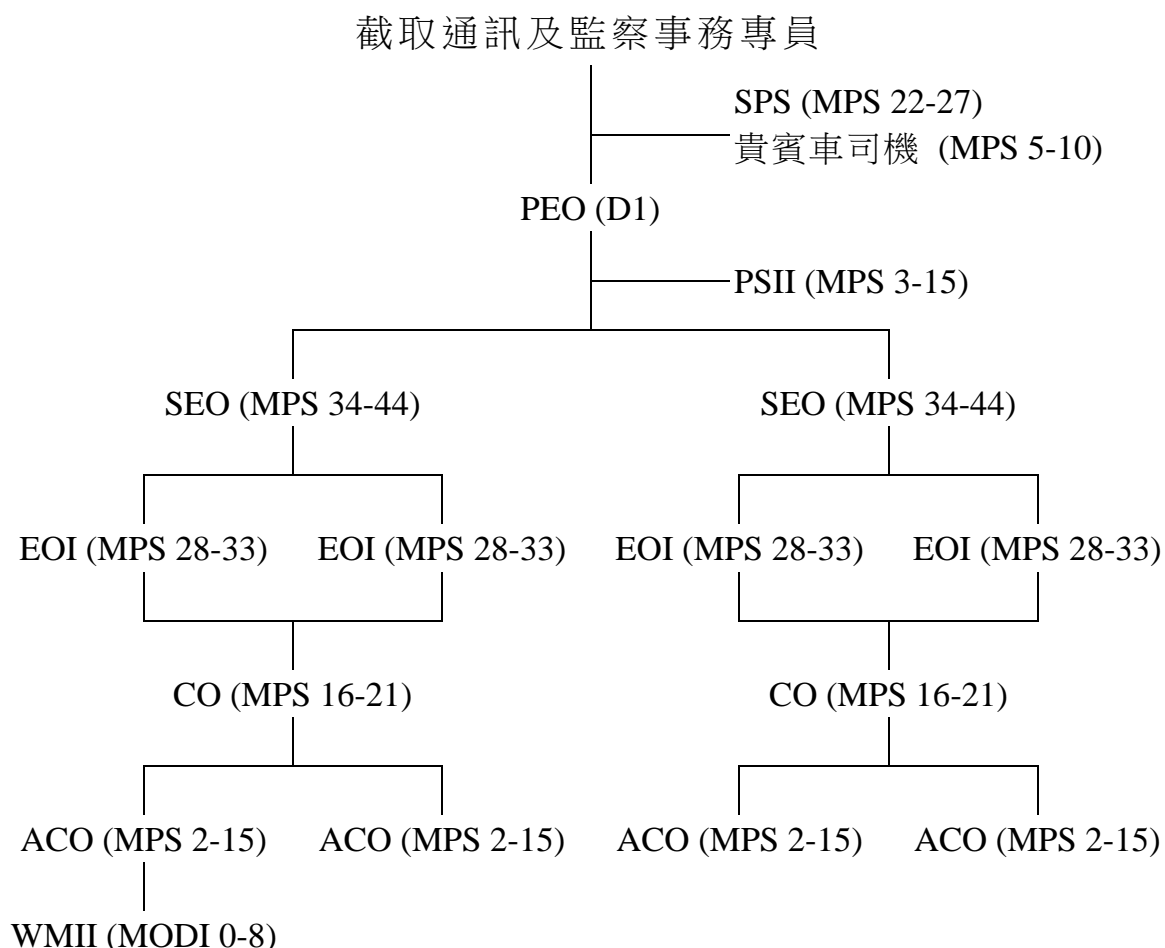 截取通訊及監察事務專員
SPS (MPS 22-27)
貴賓車司機 (MPS 5-10)
PEO (D1)
PSII (MPS 3-15)
SEO (MPS 34-44) SEO (MPS 34-44)
EOI (MPS 28-33) EOI (MPS 28-33) EOI (MPS 28-33) EOI (MPS 28-33)
CO (MPS 16-21) CO (MPS 16-21)
ACO (MPS 2-15) ACO (MPS 2-15) ACO (MPS 2-15) ACO (MPS 2-15)
WMII (MODI 0-8)